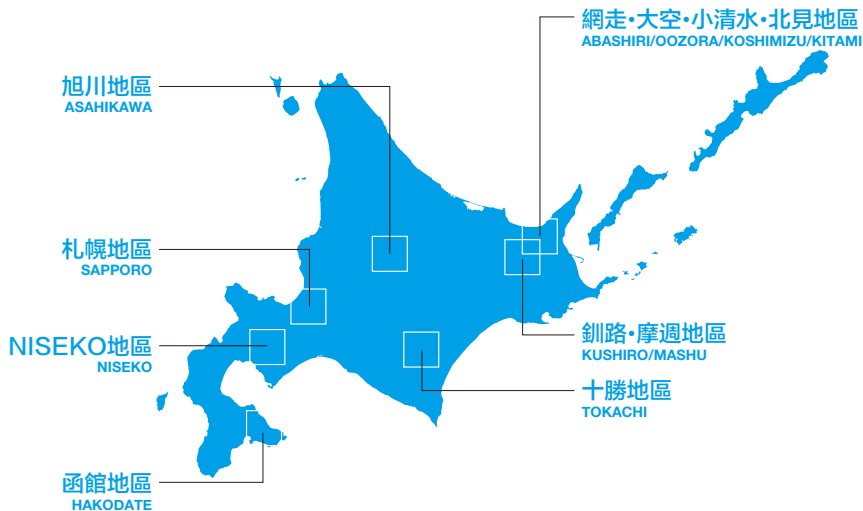 網走・大空・小清水・北見地區
ABASHIRI/OOZORA/KOSHIMIZU/KITAMI
旭川地區
ASAHIKAWA
札幌地區
SAPPORO
NISEKO地區
NISEKO
釧路・摩週地區
KUSHIRO/MASHU
十勝地區
TOKACHI
函館地區
HAKODATE